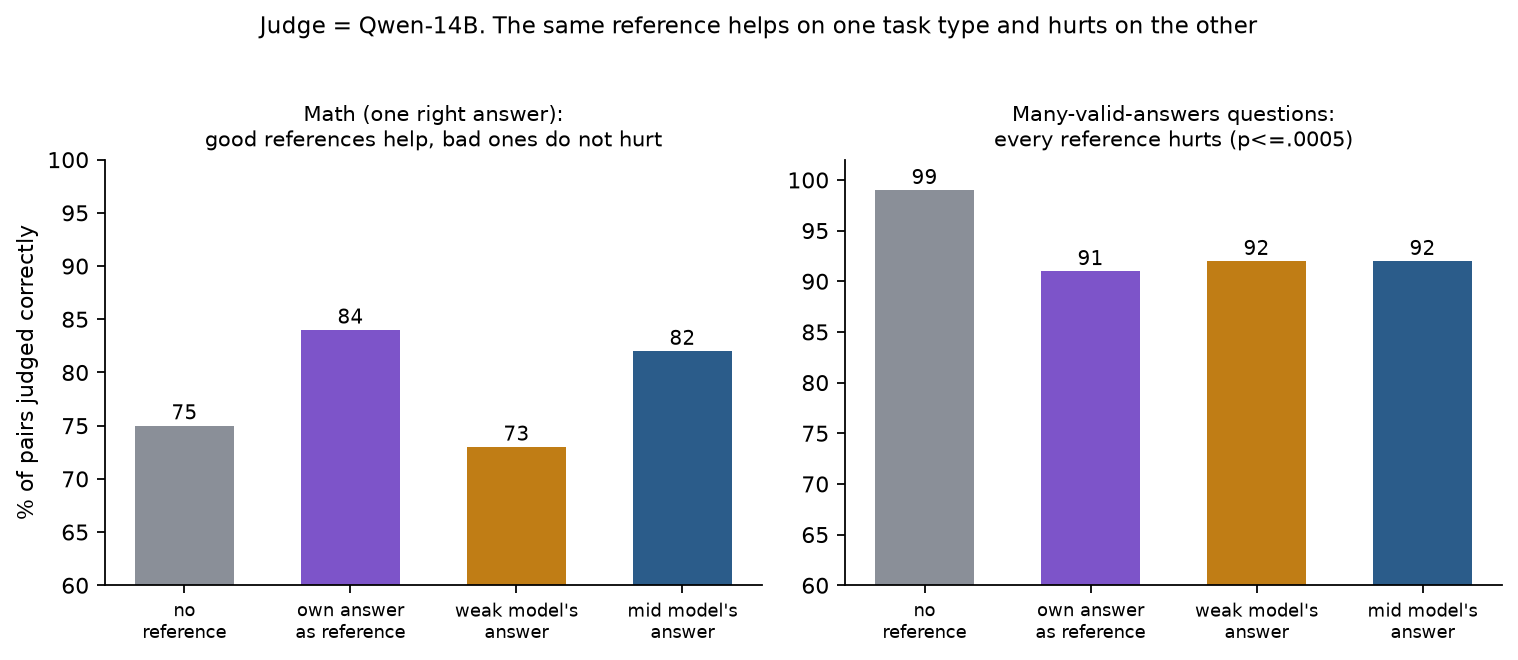 Judge = Qwen-14B. The same reference helps on one task type and hurts on the other
Math (one right answer):
good references help, bad ones do not hurt
% of pairs judged correctly
100
95
90
85
80
75
70
65
60
75
84
73
82
no
reference
own answer
as reference
weak model's
answer
mid model's
answer
Many-valid-answers questions:
every reference hurts (p<=.0005)
100
95
90
85
80
75
70
65
60
99
91
92
92
no
reference
own answer
as reference
weak model's
answer
mid model's
answer